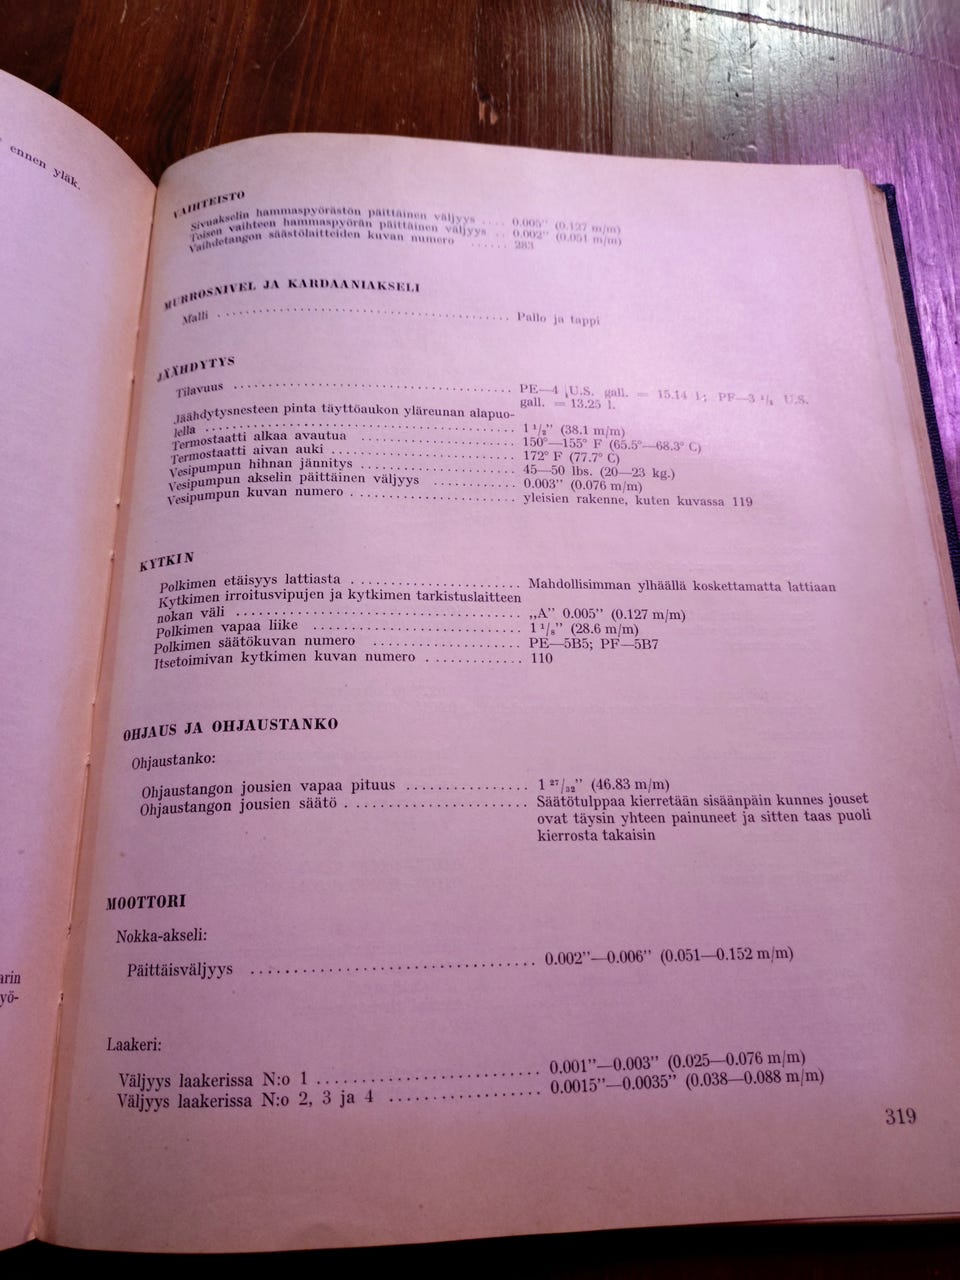 ennen yläk.
arin
yö-
VAIHTEISTO
Sivuakselin hammaspyörästön päittäinen väljyys .... 0.005” (0.127 m/m)
Toisen vaihteen hammaspyörän päittäinen väljyys .. 0.002” (0.051 m/m)
Vaihdetangon säästölaitteiden kuvan numero ...... 283
MURROSNIVEL JA KARDAANIAKSELI
Malli ........................................ Pallo ja tappi
JÄÄHDYTYS
Tilavuus ...................................... PE—4 U.S. gall. = 15.14 l; PF—3 ¹/₂ U.S.
gall. = 13.25 l.
Jäähdytysnesteen pinta täyttöaukon yläreunan alapuo-
lella .......................................... 1 ¹/₂” (38.1 m/m)
Termostaatti alkaa avautua ..................... 150°—155° F (65.5°—68.3° C)
Termostaatti aivan auki ........................ 172° F (77.7° C)
Vesipumpun hihnan jännitys ..................... 45—50 lbs. (20—23 kg.)
Vesipumpun akselin päittäinen väljyys ........... 0.003” (0.076 m/m)
Vesipumpun kuvan numero ....................... yleisien rakenne, kuten kuvassa 119
KYTKIN
Polkimen etäisyys lattiasta ...................... Mahdollisimman ylhäällä koskettamatta lattiaan
Kytkimen irroitusvipujen ja kytkimen tarkistuslaitteen
nokan väli ..................................... „A” 0.005” (0.127 m/m)
Polkimen vapaa liike ........................... 1 ¹/₈” (28.6 m/m)
Polkimen säätökuvan numero ................... PE—5B5; PF—5B7
Itsetoimivan kytkimen kuvan numero ............ 110
OHJAUS JA OHJAUSTANKO
Ohjaustanko:
Ohjaustangon jousien vapaa pituus ............... 1 ²⁷/₃₂” (46.83 m/m)
Ohjaustangon jousien säätö ....................... Säätötulppaa kierretään sisäänpäin kunnes jouset
ovat täysin yhteen painuneet ja sitten taas puoli
kierrosta takaisin
MOOTTORI
Nokka-akseli:
Päittäisväljyys .................................. 0.002”—0.006” (0.051—0.152 m/m)
Laakeri:
Väljyys laakerissa N:o 1 ........................... 0.001”—0.003” (0.025—0.076 m/m)
Väljyys laakerissa N:o 2, 3 ja 4 .................. 0.0015”—0.0035” (0.038—0.088 m/m)
319